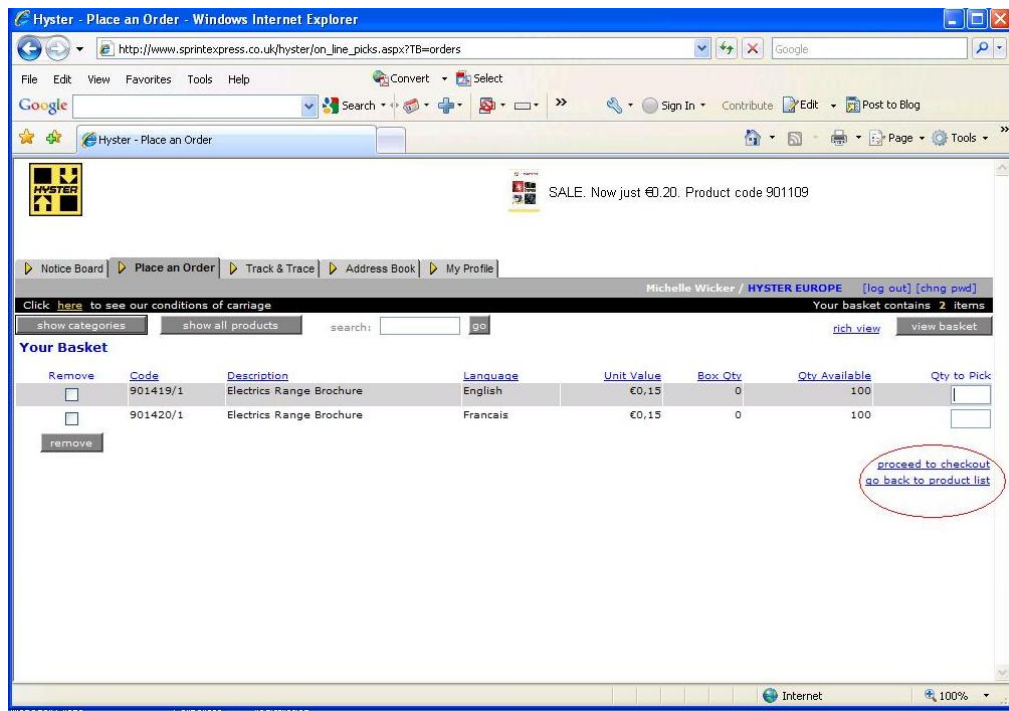 Hyster - Place an Order - Windows Internet Explorer
http://www.sprintexpress.co.uk/hyster/on_line_picks.aspx?TB=orders Google
File Edit View Favorites Tools Help Convert Select
Google Search » Sign In Contribute Edit Post to Blog
Hyster - Place an Order Page Tools »
HYSTER
SALE. Now just €0.20. Product code 901109
Notice Board Place an Order Track & Trace Address Book My Profile
Michelle Wicker / HYSTER EUROPE [log out] [chng pwd]
Click here to see our conditions of carriage Your basket contains 2 items
show categories show all products search: go rich view view basket
Your Basket
Remove Code Description Language Unit Value Box Qty Qty Available Qty to Pick
901419/1 Electrics Range Brochure English €0,15 0 100
901420/1 Electrics Range Brochure Francais €0,15 0 100
remove
proceed to checkout
go back to product list
Internet 100%